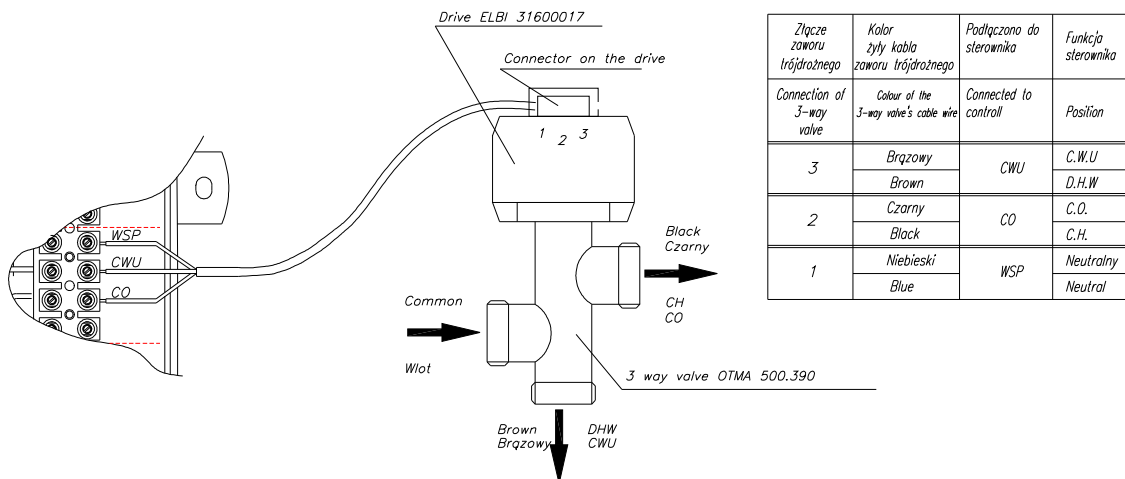 Drive ELBI 31600017
Connector on the drive
1 2 3
WSP
CWU
CO
Common
Wlot
Black
Czarny
CH
CO
3 way valve OTMA 500.390
Brown
Brązowy
DHW
CWU
Złącze
zaworu
trójdrożnego
Kolor
żyły kabla
zaworu trójdrożnego
Podłączono do
sterownika
Funkcja
sterownika
Connection of
3-way
valve
Colour of the
3-way valve's cable wire
Connected to
controll
Position
3
Brązowy
Brown
CWU
C.W.U
D.H.W
2
Czarny
Black
CO
C.O.
C.H.
1
Niebieski
Blue
WSP
Neutralny
Neutral